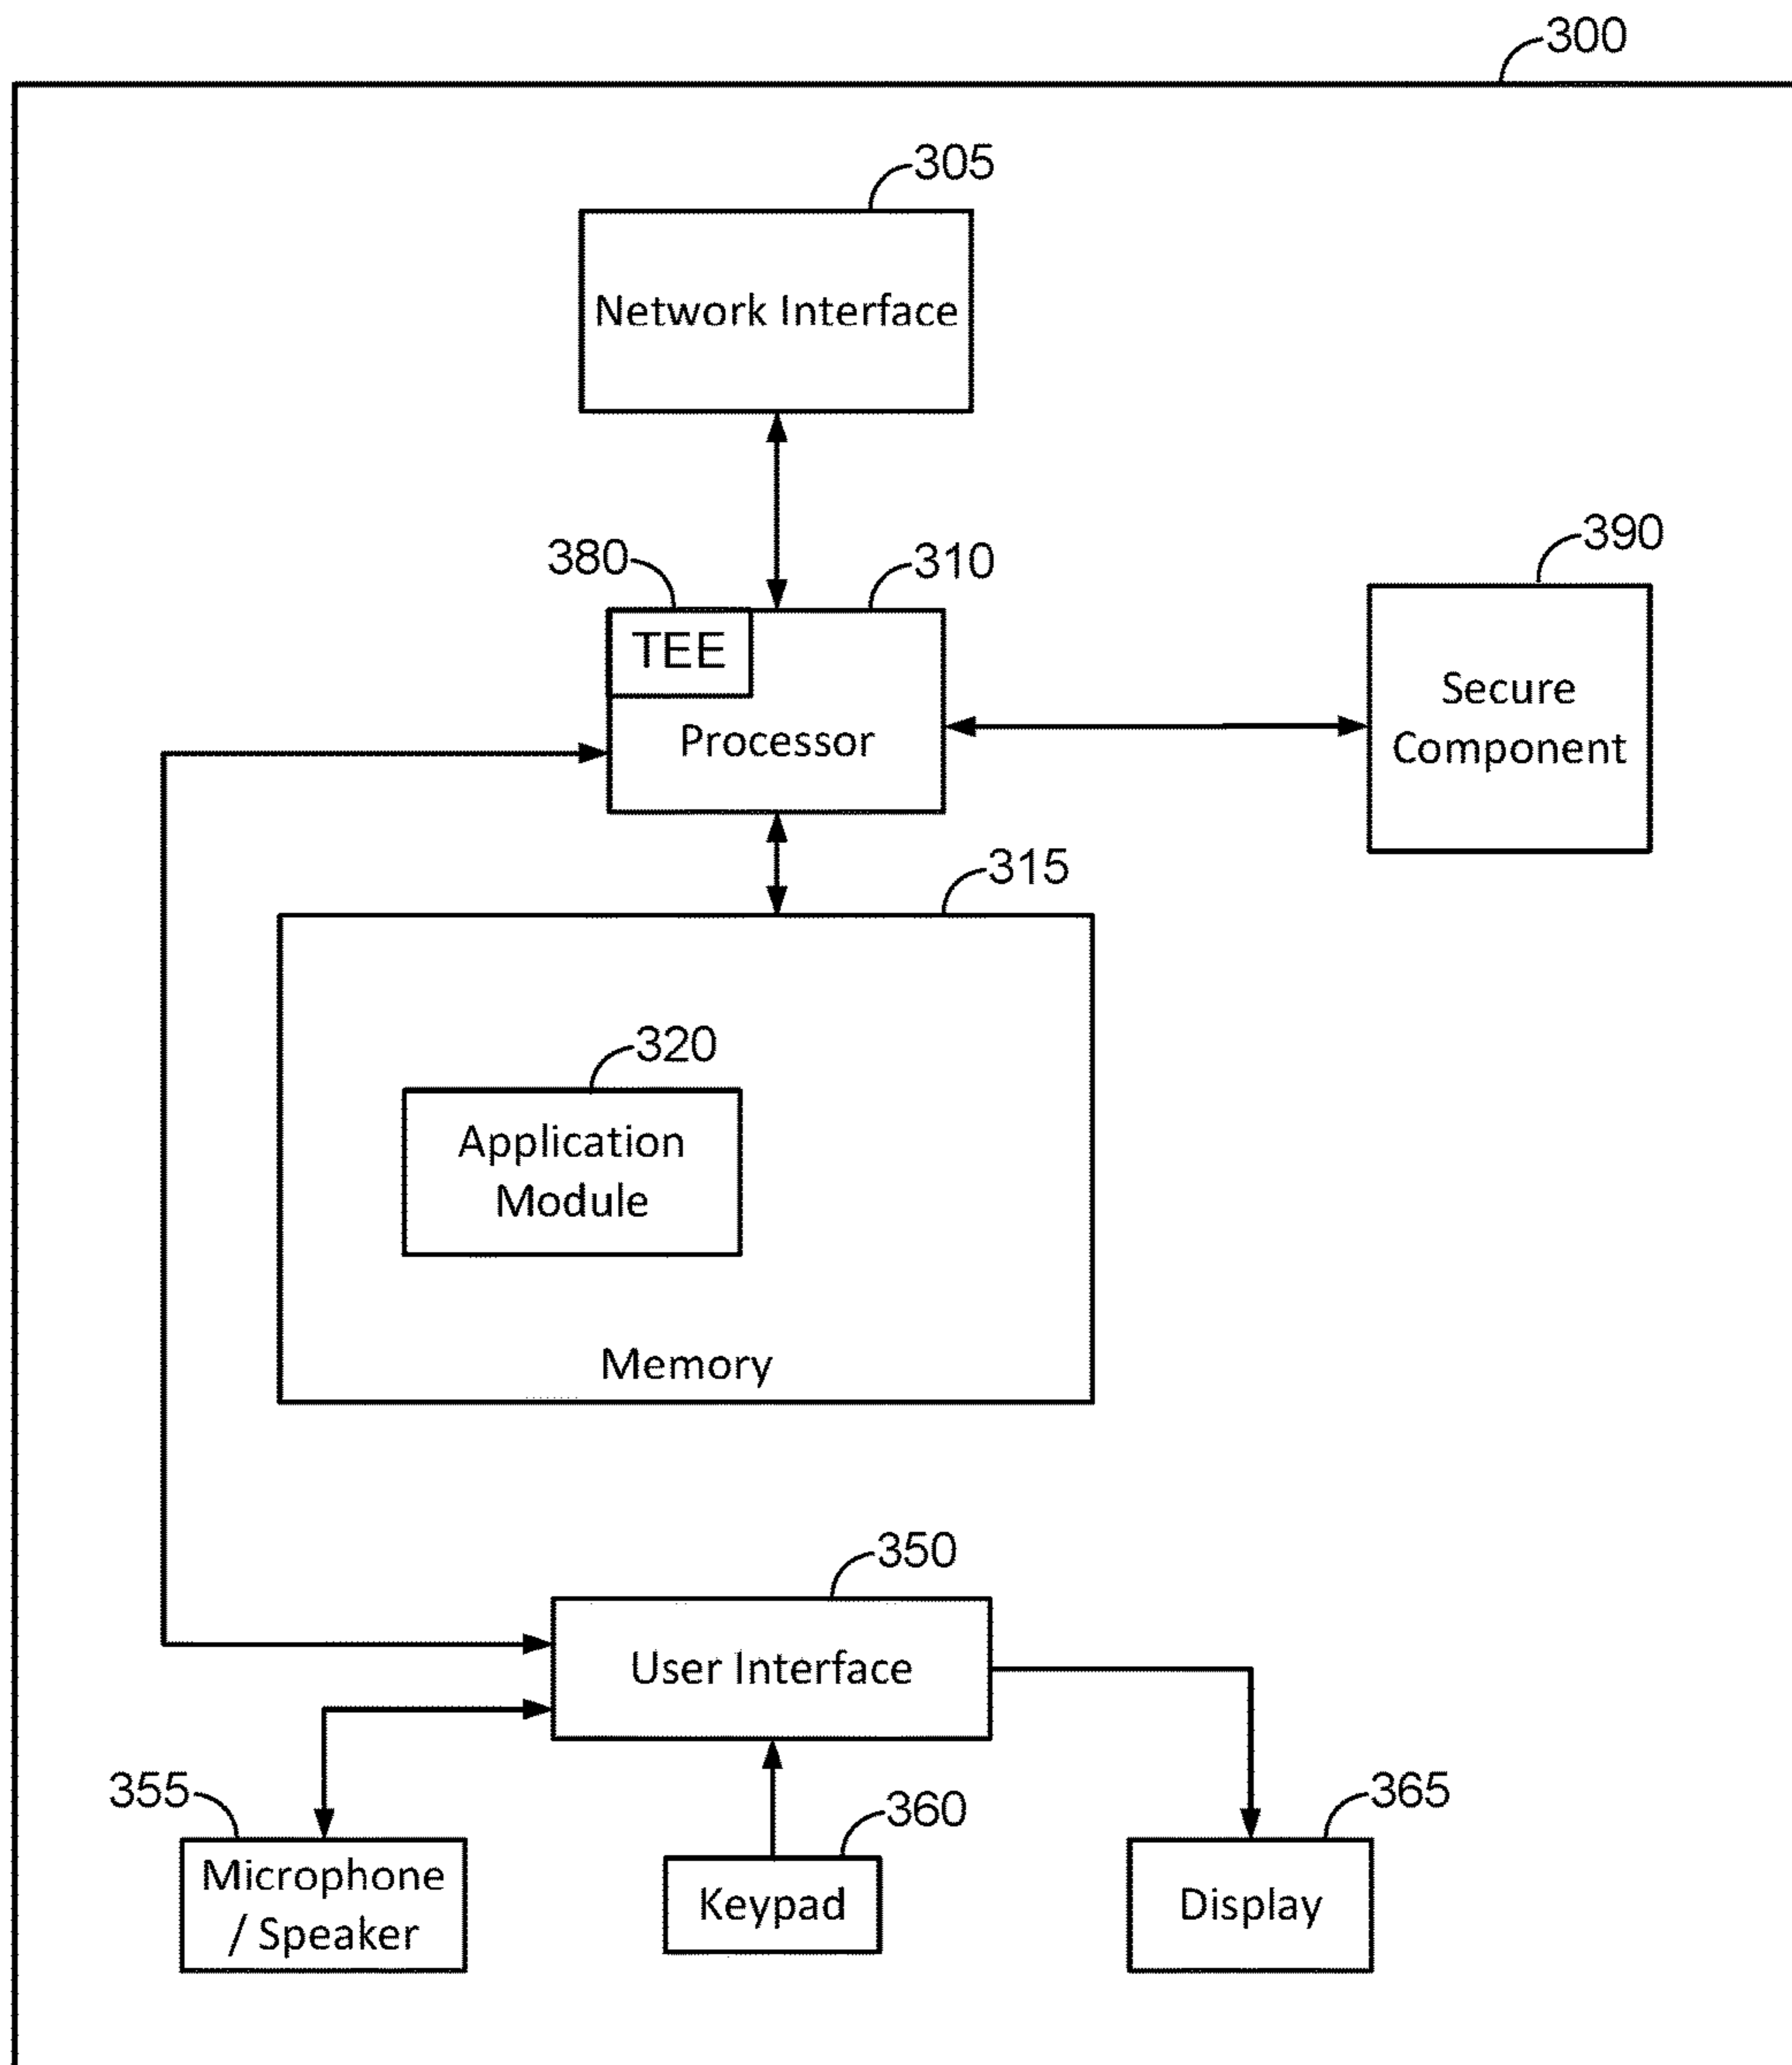 300
305
Network Interface
380
310
390
TEE
Processor
Secure
Component
315
320
Application
Module
Memory
350
User Interface
355
360
365
Microphone
/ Speaker
Keypad
Display